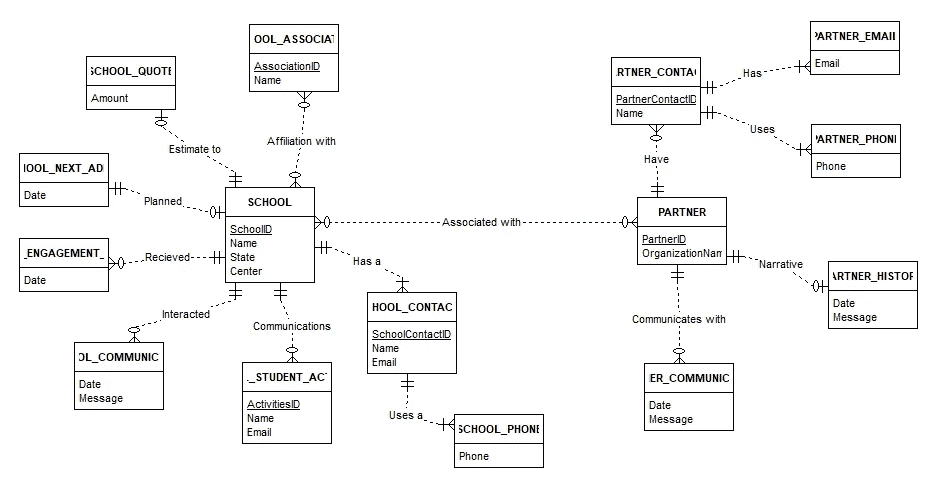 OOL_ASSOCIAT
AssociationID
Name
SCHOOL_QUOTE
Amount
Estimate to
Affiliation with
HOOL_NEXT_AD
Date
Planned
_ENGAGEMENT_
Date
Recieved
SCHOOL
SchoolID
Name
State
Center
Interacted
OL_COMMUNIC
Date
Message
Communications
_STUDENT_ACT
ActivitiesID
Name
Email
Has a
HOOL_CONTAC
SchoolContactID
Name
Email
Uses a
SCHOOL_PHONE
Phone
Associated with
PARTNER_EMAIL
Email
RTNER_CONTAC
PartnerContactID
Name
Has
Uses
PARTNER_PHONE
Phone
Have
PARTNER
PartnerID
OrganizationNam
Narrative
ARTNER_HISTOR
Date
Message
Communicates with
ER_COMMUNIC
Date
Message